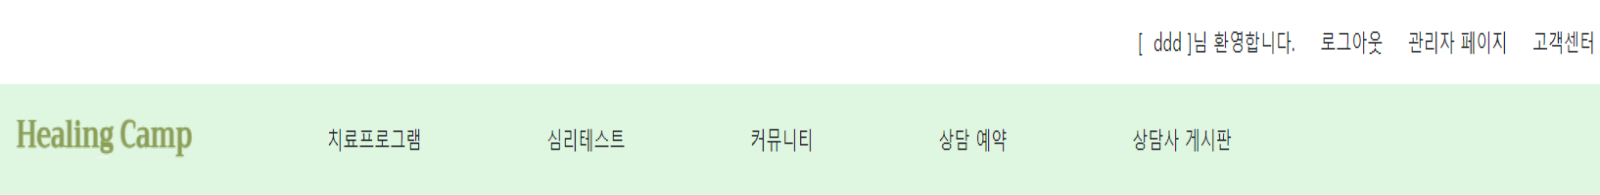 [ ddd ]님 환영합니다. 로그아웃 관리자 페이지 고객센터
Healing Camp 치료프로그램 심리테스트 커뮤니티 상담 예약 상담사 게시판